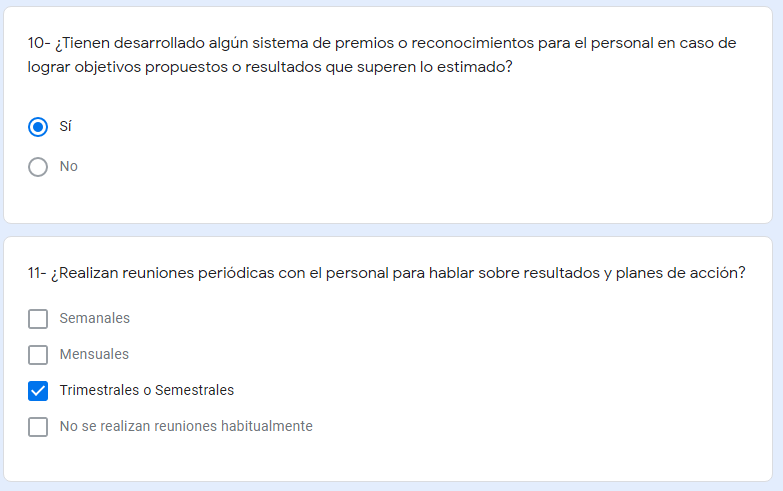 10- ¿Tienen desarrollado algún sistema de premios o reconocimientos para el personal en caso de
lograr objetivos propuestos o resultados que superen lo estimado?
Sí
No
11- ¿Realizan reuniones periódicas con el personal para hablar sobre resultados y planes de acción?
Semanales
Mensuales
Trimestrales o Semestrales
No se realizan reuniones habitualmente